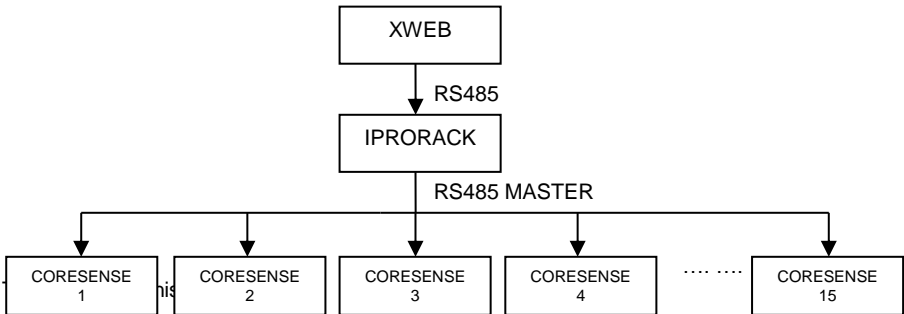 XWEB
RS485
IPRORACK
RS485 MASTER
CORESENSE
1
CORESENSE
2
CORESENSE
3
CORESENSE
4
.... ....
CORESENSE
15